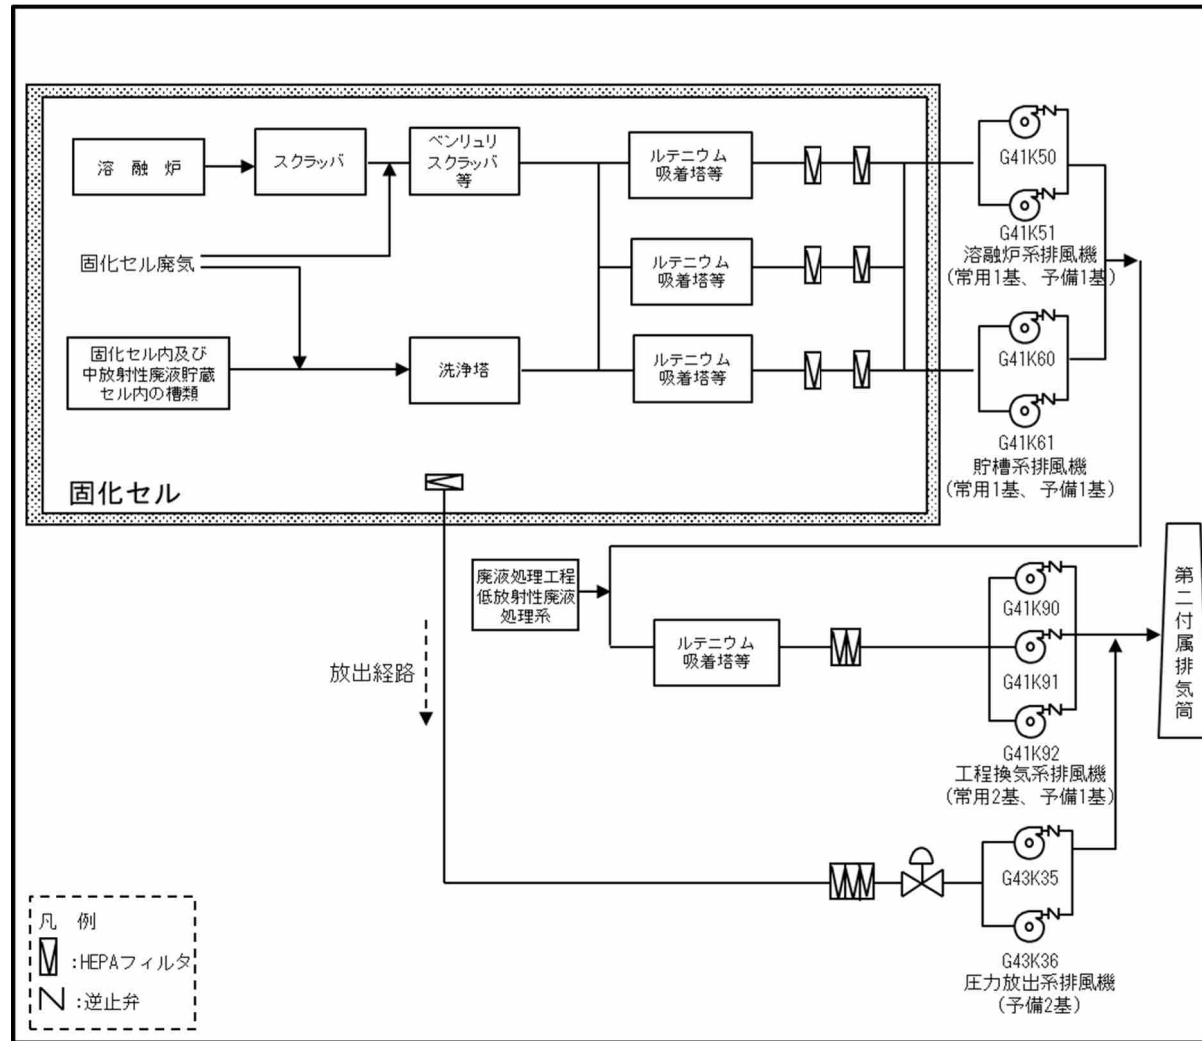 溶 融 炉
スクラッバ
ベンリュリ
スクラッバ
等
ルテニウム
吸着塔等
G41K50
G41K51
溶融炉系排風機
(常用1基、予備1基)
固化セル廃気
ルテニウム
吸着塔等
固化セル内及び
中放射性廃液貯蔵
セル内の槽類
洗浄塔
ルテニウム
吸着塔等
G41K60
G41K61
貯槽系排風機
(常用1基、予備1基)
固化セル
廃液処理工程
低放射性廃液
処理系
放出経路
ルテニウム
吸着塔等
G41K90
G41K91
G41K92
工程換気系排風機
(常用2基、予備1基)
第二付属排気筒
G43K35
G43K36
圧力放出系排風機
(予備2基)
凡 例
:HEPAフィルタ
:逆止弁